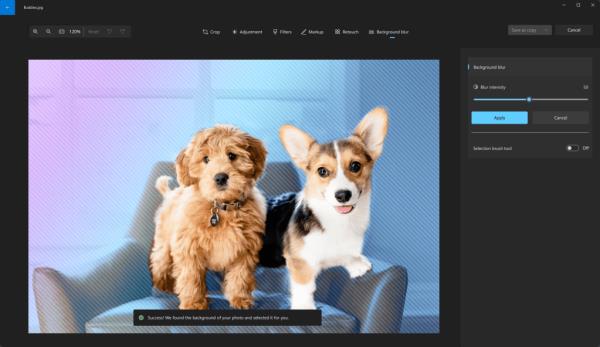 Buddies.jpg
120%
Reset
Crop
Adjustment
Filters
Markup
Retouch
Background blur
Save as copy
Cancel
Background blur
Blur intensity
Apply
Cancel
Selection brush tool
Off
Success! We found the background of your photo and selected it for you.